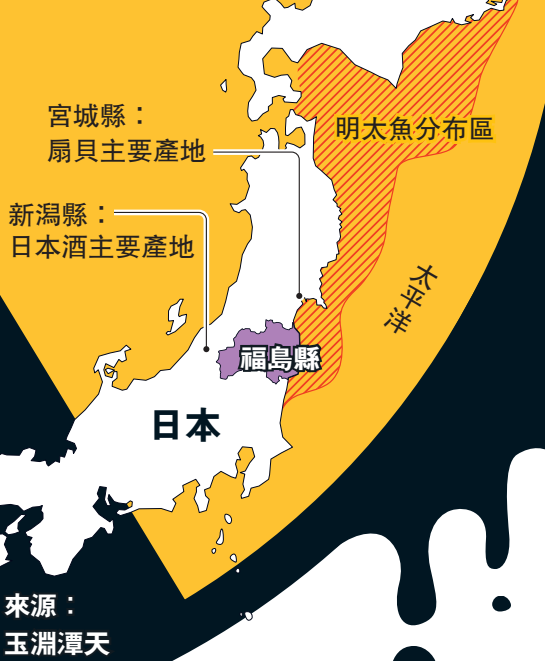 宮城縣：
扇貝主要產地
明太魚分布區
新潟縣：
日本酒主要產地
太平洋
福島縣
日本
來源：
玉淵潭天